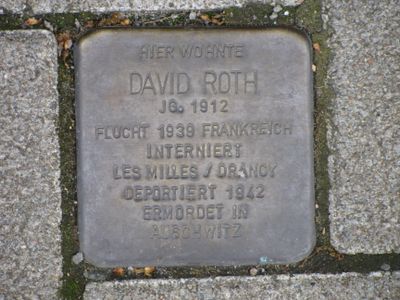 HIER WOHNTE
DAVID ROTH
JG. 1912
FLUCHT 1939 FRANKREICH
INTERNIERT
LES MILLES / DRANCY
DEPORTIERT 1942
ERMORDET IN
AUSCHWITZ